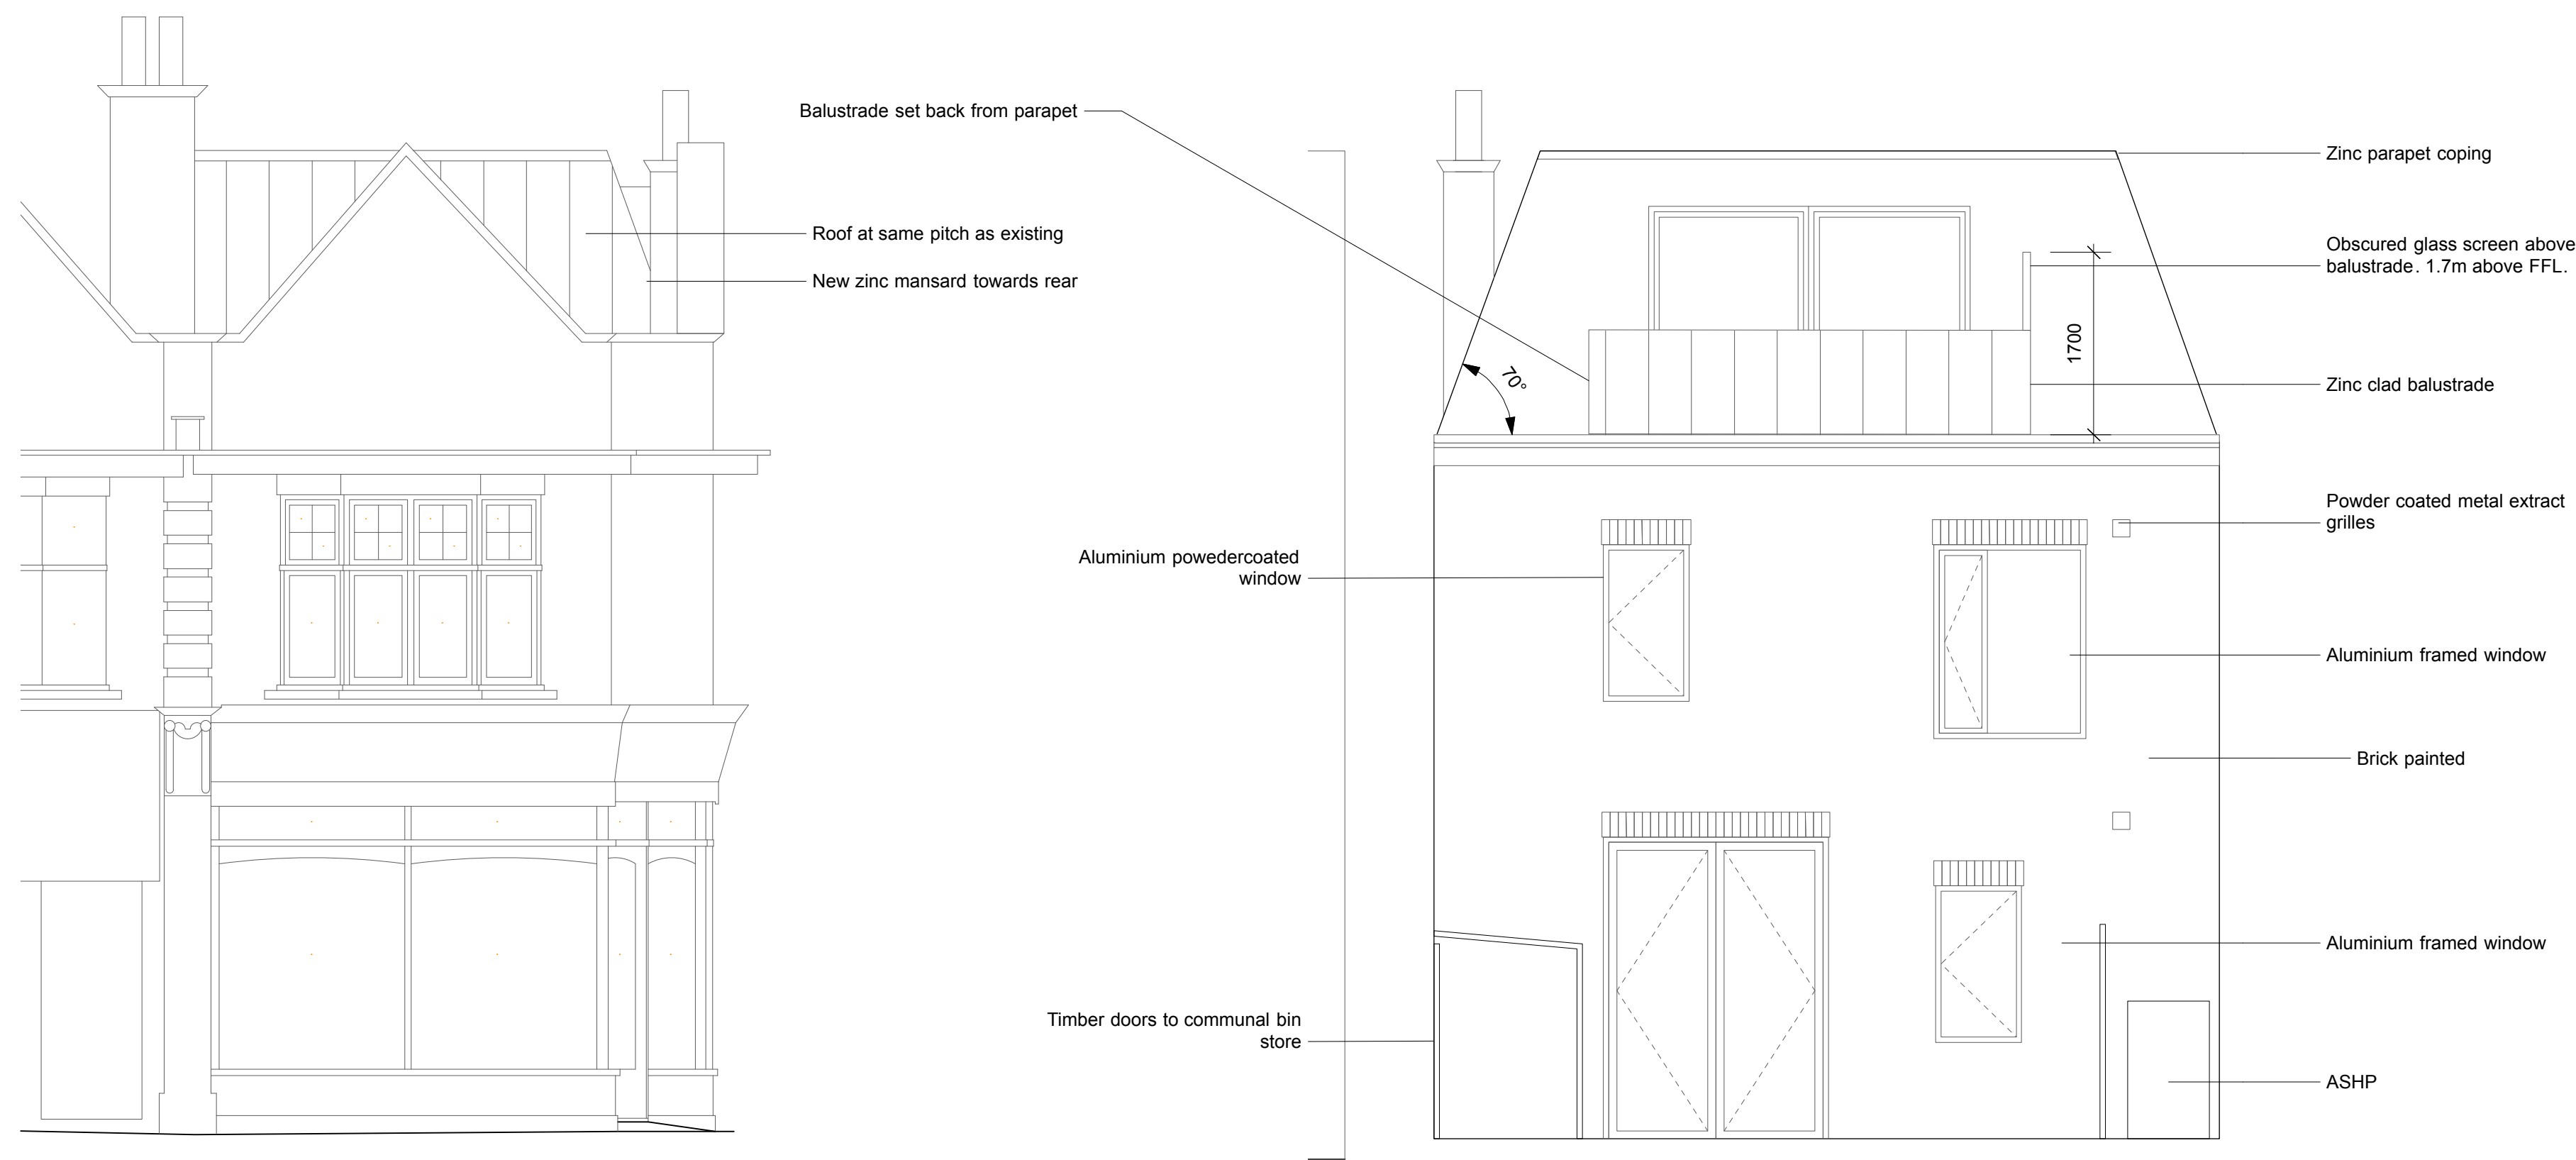 Balustrade set back from parapet
Roof at same pitch as existing
New zinc mansard towards rear
Aluminium powedercoated
window
Timber doors to communal bin
store
70°
1700
Zinc parapet coping
Obscured glass screen above
balustrade. 1.7m above FFL.
Zinc clad balustrade
Powder coated metal extract
grilles
Aluminium framed window
Brick painted
Aluminium framed window
ASHP